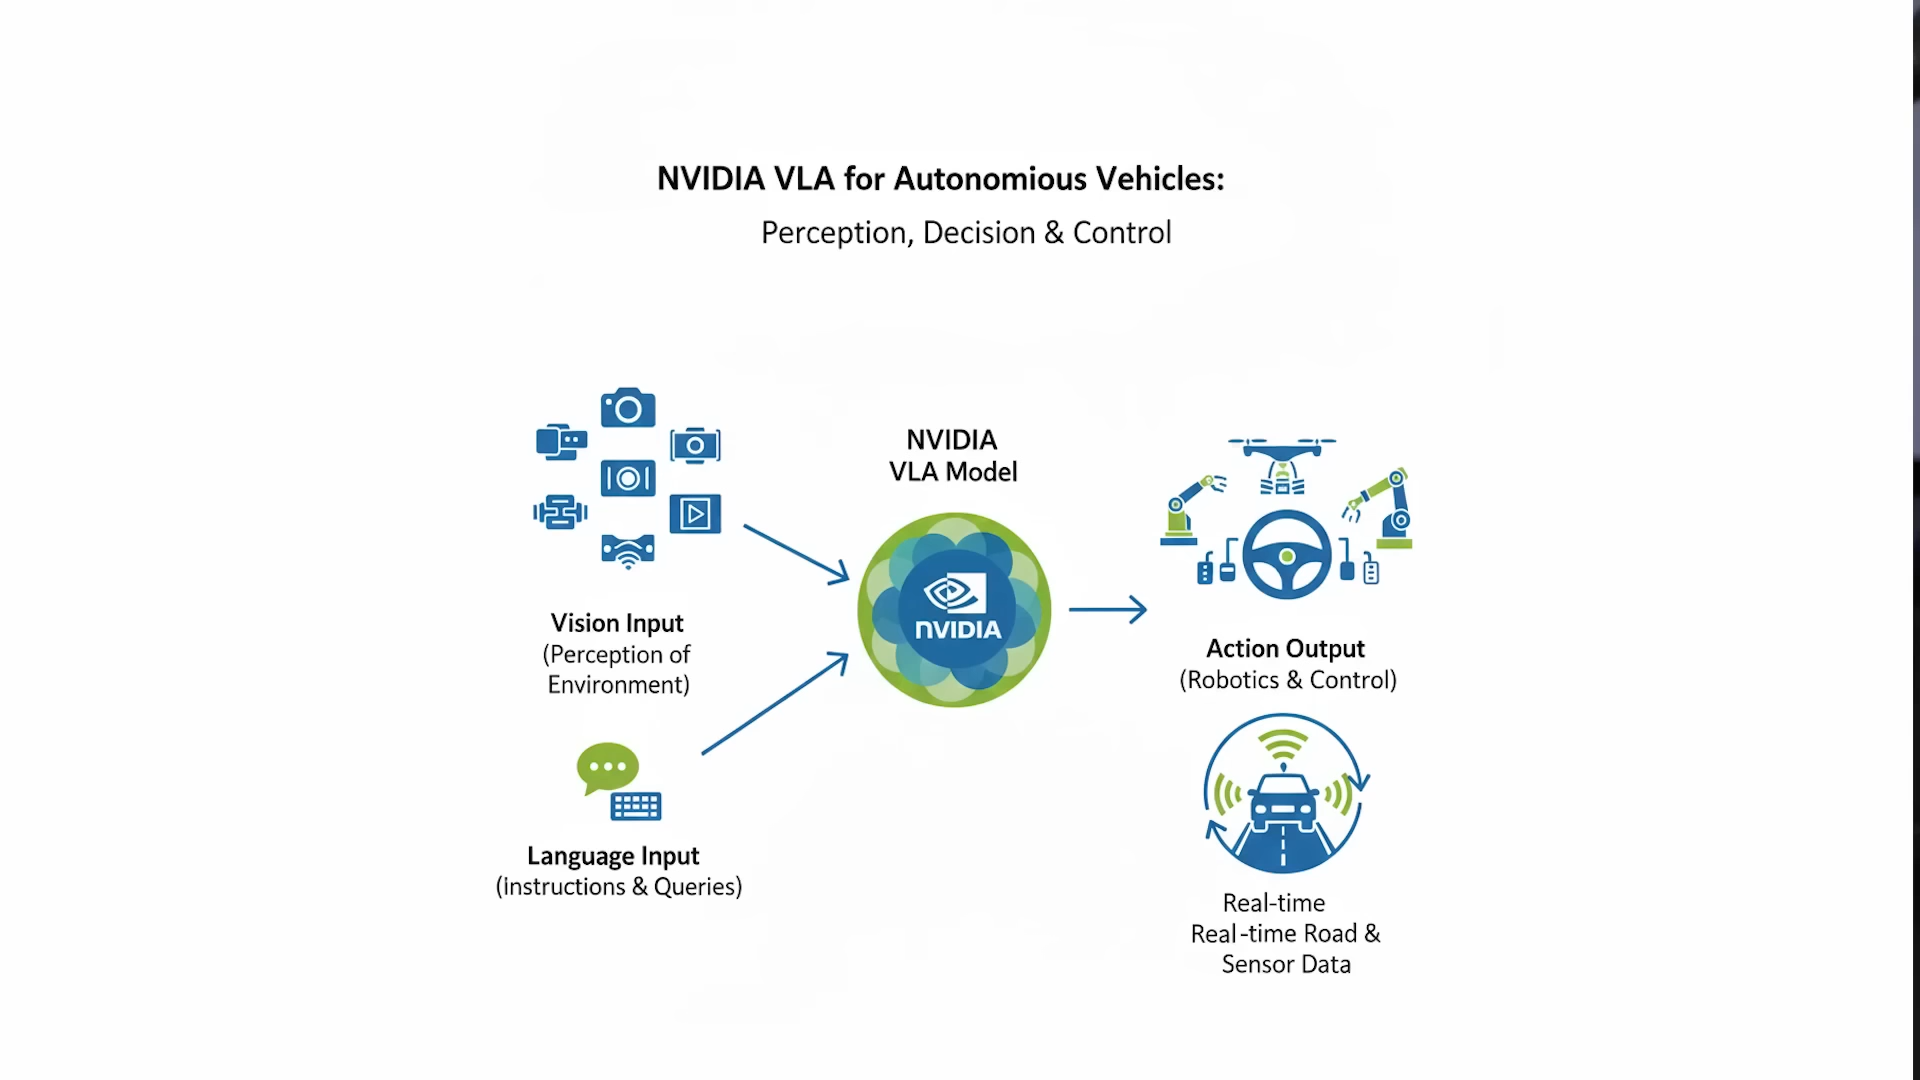 NVIDIA VLA for Autonomious Vehicles:
Perception, Decision & Control
NVIDIA
VLA Model
nVIDIA
Vision Input
(Perception of
Environment)
Language Input
(instructions & Queries)
Action Output
(Robotics & Control)
Real-time
Real-time Road &
Sensor Data